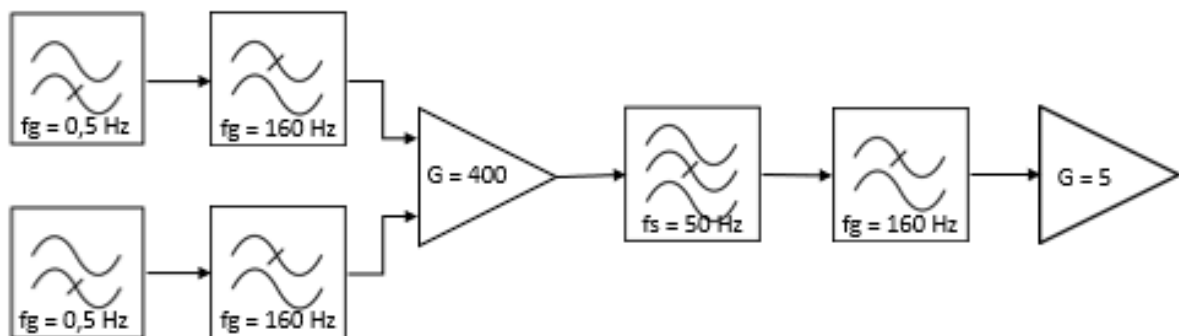 fg = 0,5 Hz
fg = 160 Hz
G = 400
fs = 50 Hz
fg = 160 Hz
G = 5
fg = 0,5 Hz
fg = 160 Hz